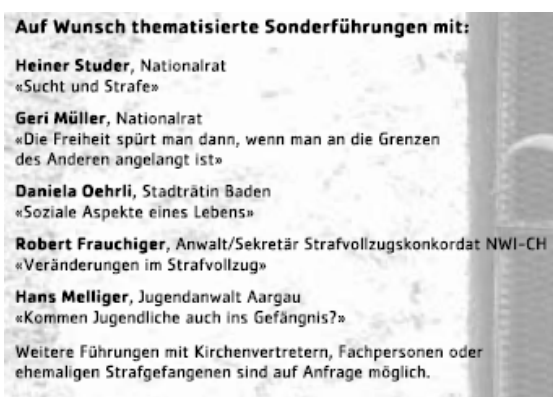 Auf Wunsch thematisierte Sonderführungen mit:
Heiner Studer, Nationalrat
«Sucht und Strafe»
Geri Müller, Nationalrat
«Die Freiheit spürt man dann, wenn man an die Grenzen
des Anderen angelangt ist»
Daniela Oehrli, Stadträtin Baden
«Soziale Aspekte eines Lebens»
Robert Frauchiger, Anwalt/Sekretär Strafvollzugskonkordat NWI-CH
«Veränderungen im Strafvollzug»
Hans Melliger, Jugendanwalt Aargau
«Kommen Jugendliche auch ins Gefängnis?»
Weitere Führungen mit Kirchenvertretern, Fachpersonen oder
ehemaligen Strafgefangenen sind auf Anfrage möglich.